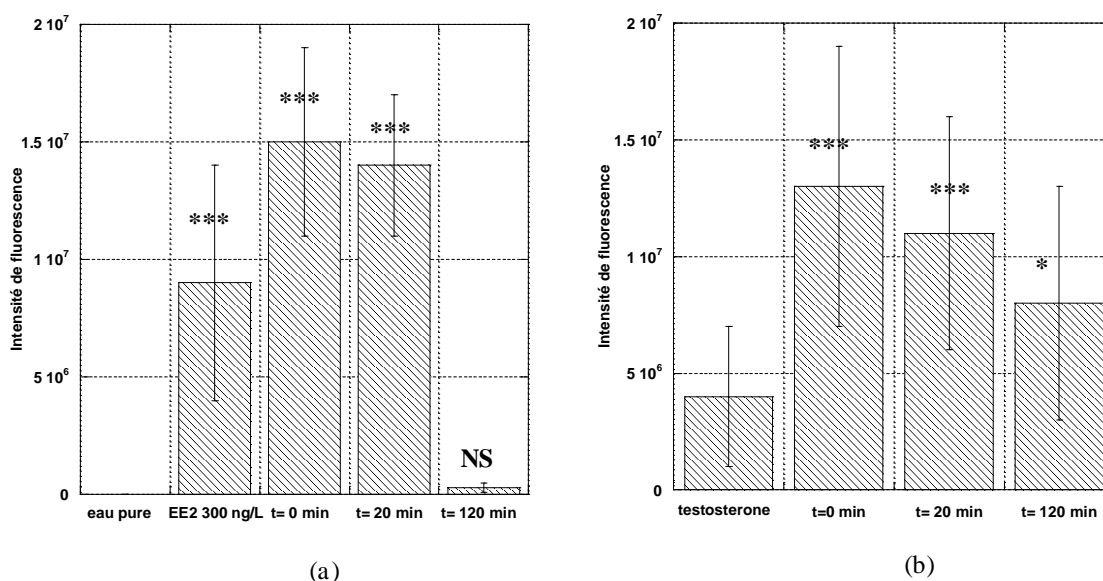 2 10⁷
1.5 10⁷
1 10⁷
5 10⁶
0
Intensité de fluorescence
***
***
***
NS
eau pure EE2 300 ng/L t= 0 min t= 20 min t= 120 min
(a)
2 10⁷
1.5 10⁷
1 10⁷
5 10⁶
0
Intensité de fluorescence
***
***
*
testosterone t=0 min t= 20 min t= 120 min
(b)